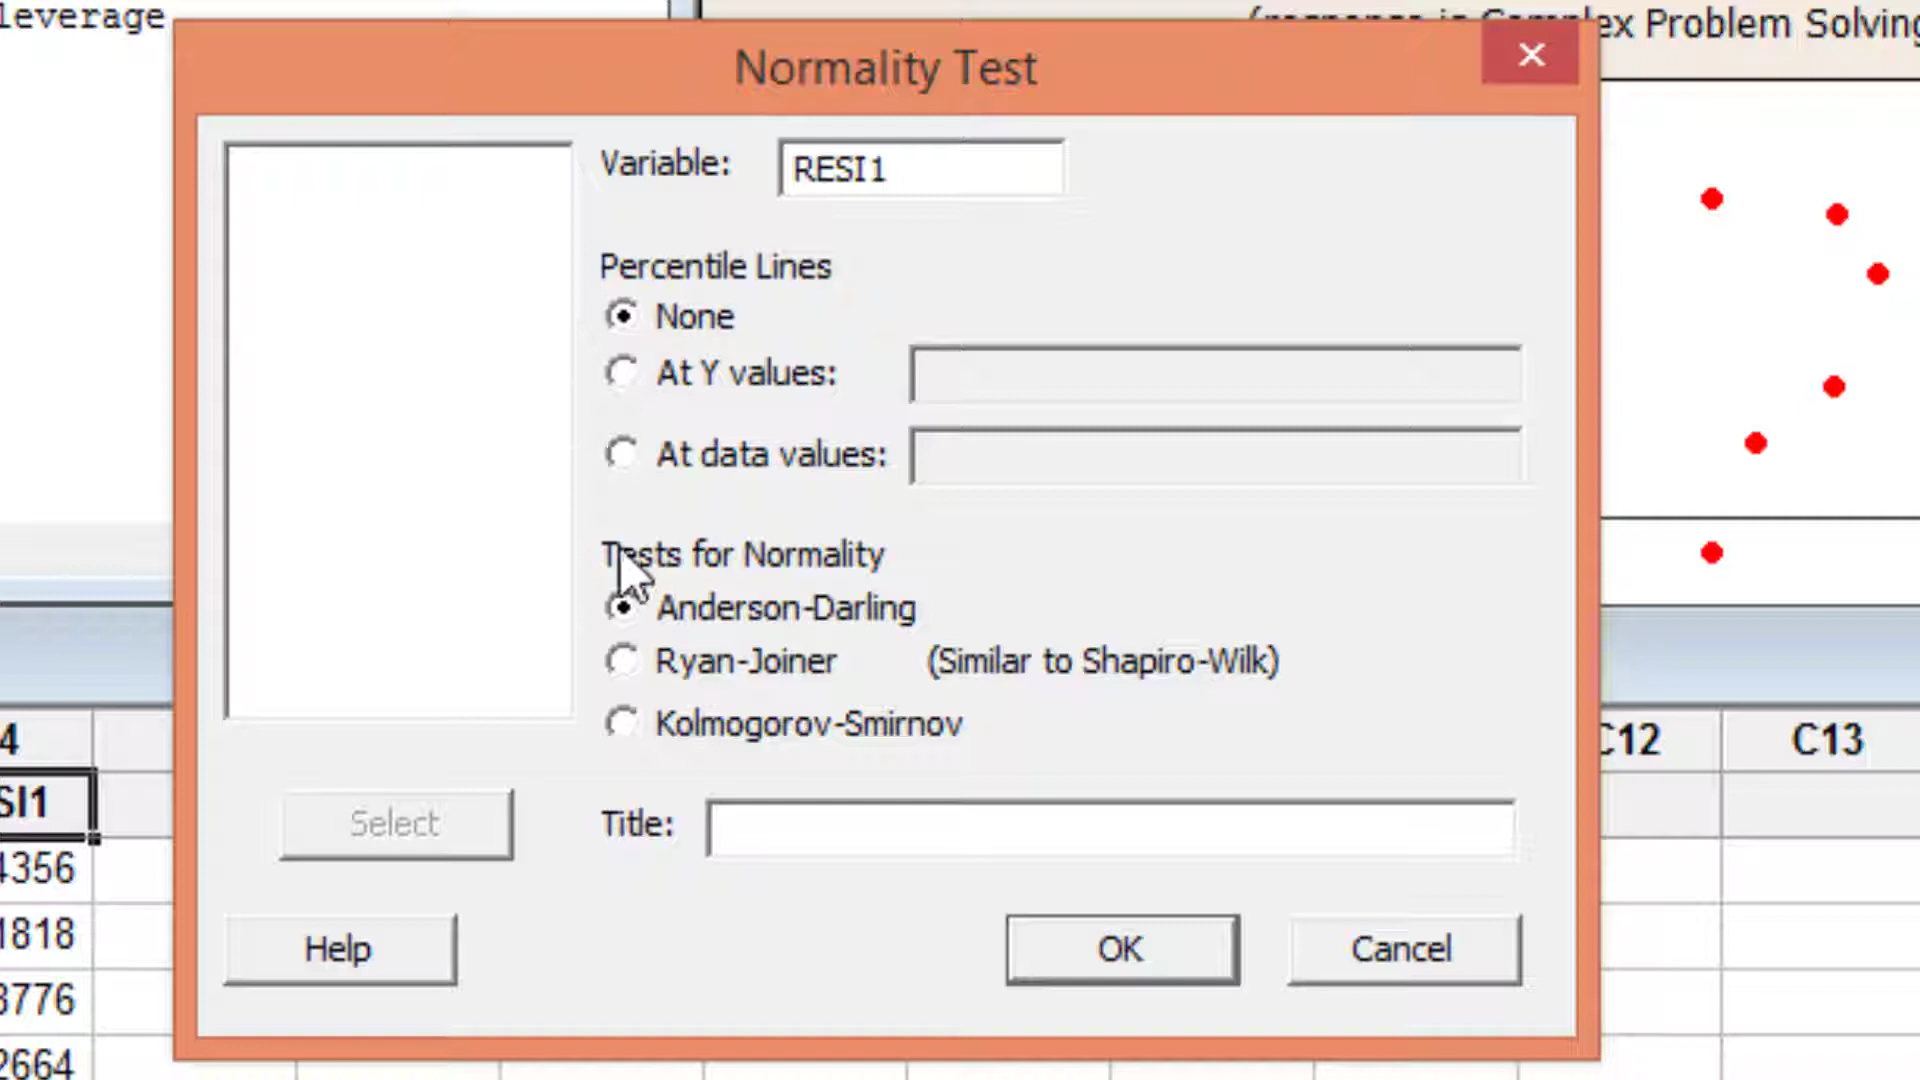 leverage
Problem Solving
Normality Test
Variable: RESI1
Percentile Lines
None
At Y values:
At data values:
Tests for Normality
Anderson-Darling
Ryan-Joiner (Similar to Shapiro-Wilk)
Kolmogorov-Smirnov
Select
Title:
Help
OK
Cancel
4
C12
C13
SI1
4356
1818
3776
2664